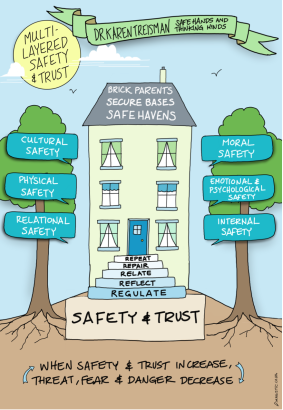 DR. KAREN TREISMAN
SAFE HANDS AND
THINKING MINDS
MULTI-
LAYERED
SAFETY
& TRUST
BRICK PARENTS
SECURE BASES
SAFE HAVENS
CULTURAL
SAFETY
PHYSICAL
SAFETY
RELATIONAL
SAFETY
MORAL
SAFETY
EMOTIONAL &
PSYCHOLOGICAL
SAFETY
INTERNAL
SAFETY
REPEAT
REPAIR
RELATE
REFLECT
REGULATE
SAFETY & TRUST
WHEN SAFETY & TRUST INCREASE,
THREAT, FEAR & DANGER DECREASE